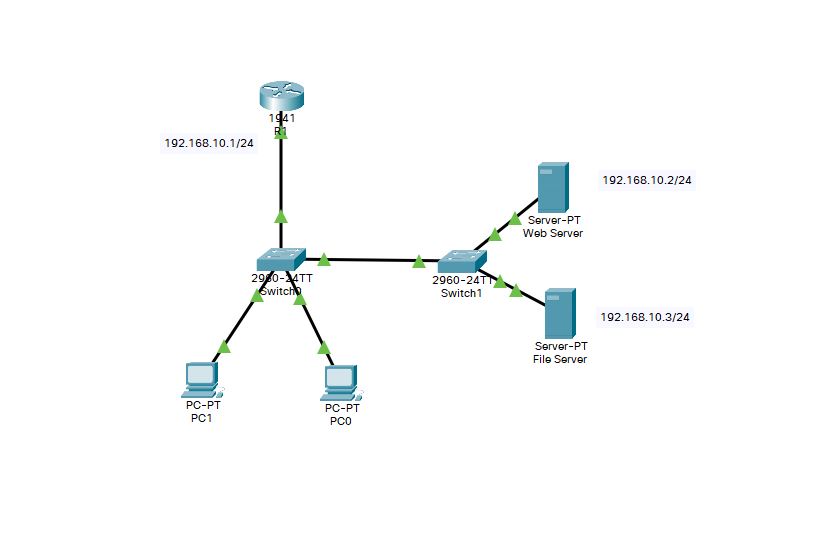 1941
R1
192.168.10.1/24
192.168.10.2/24
Server-PT
Web Server
2960-24TT
Switch0
2960-24TT
Switch1
192.168.10.3/24
Server-PT
File Server
PC-PT
PC1
PC-PT
PC0